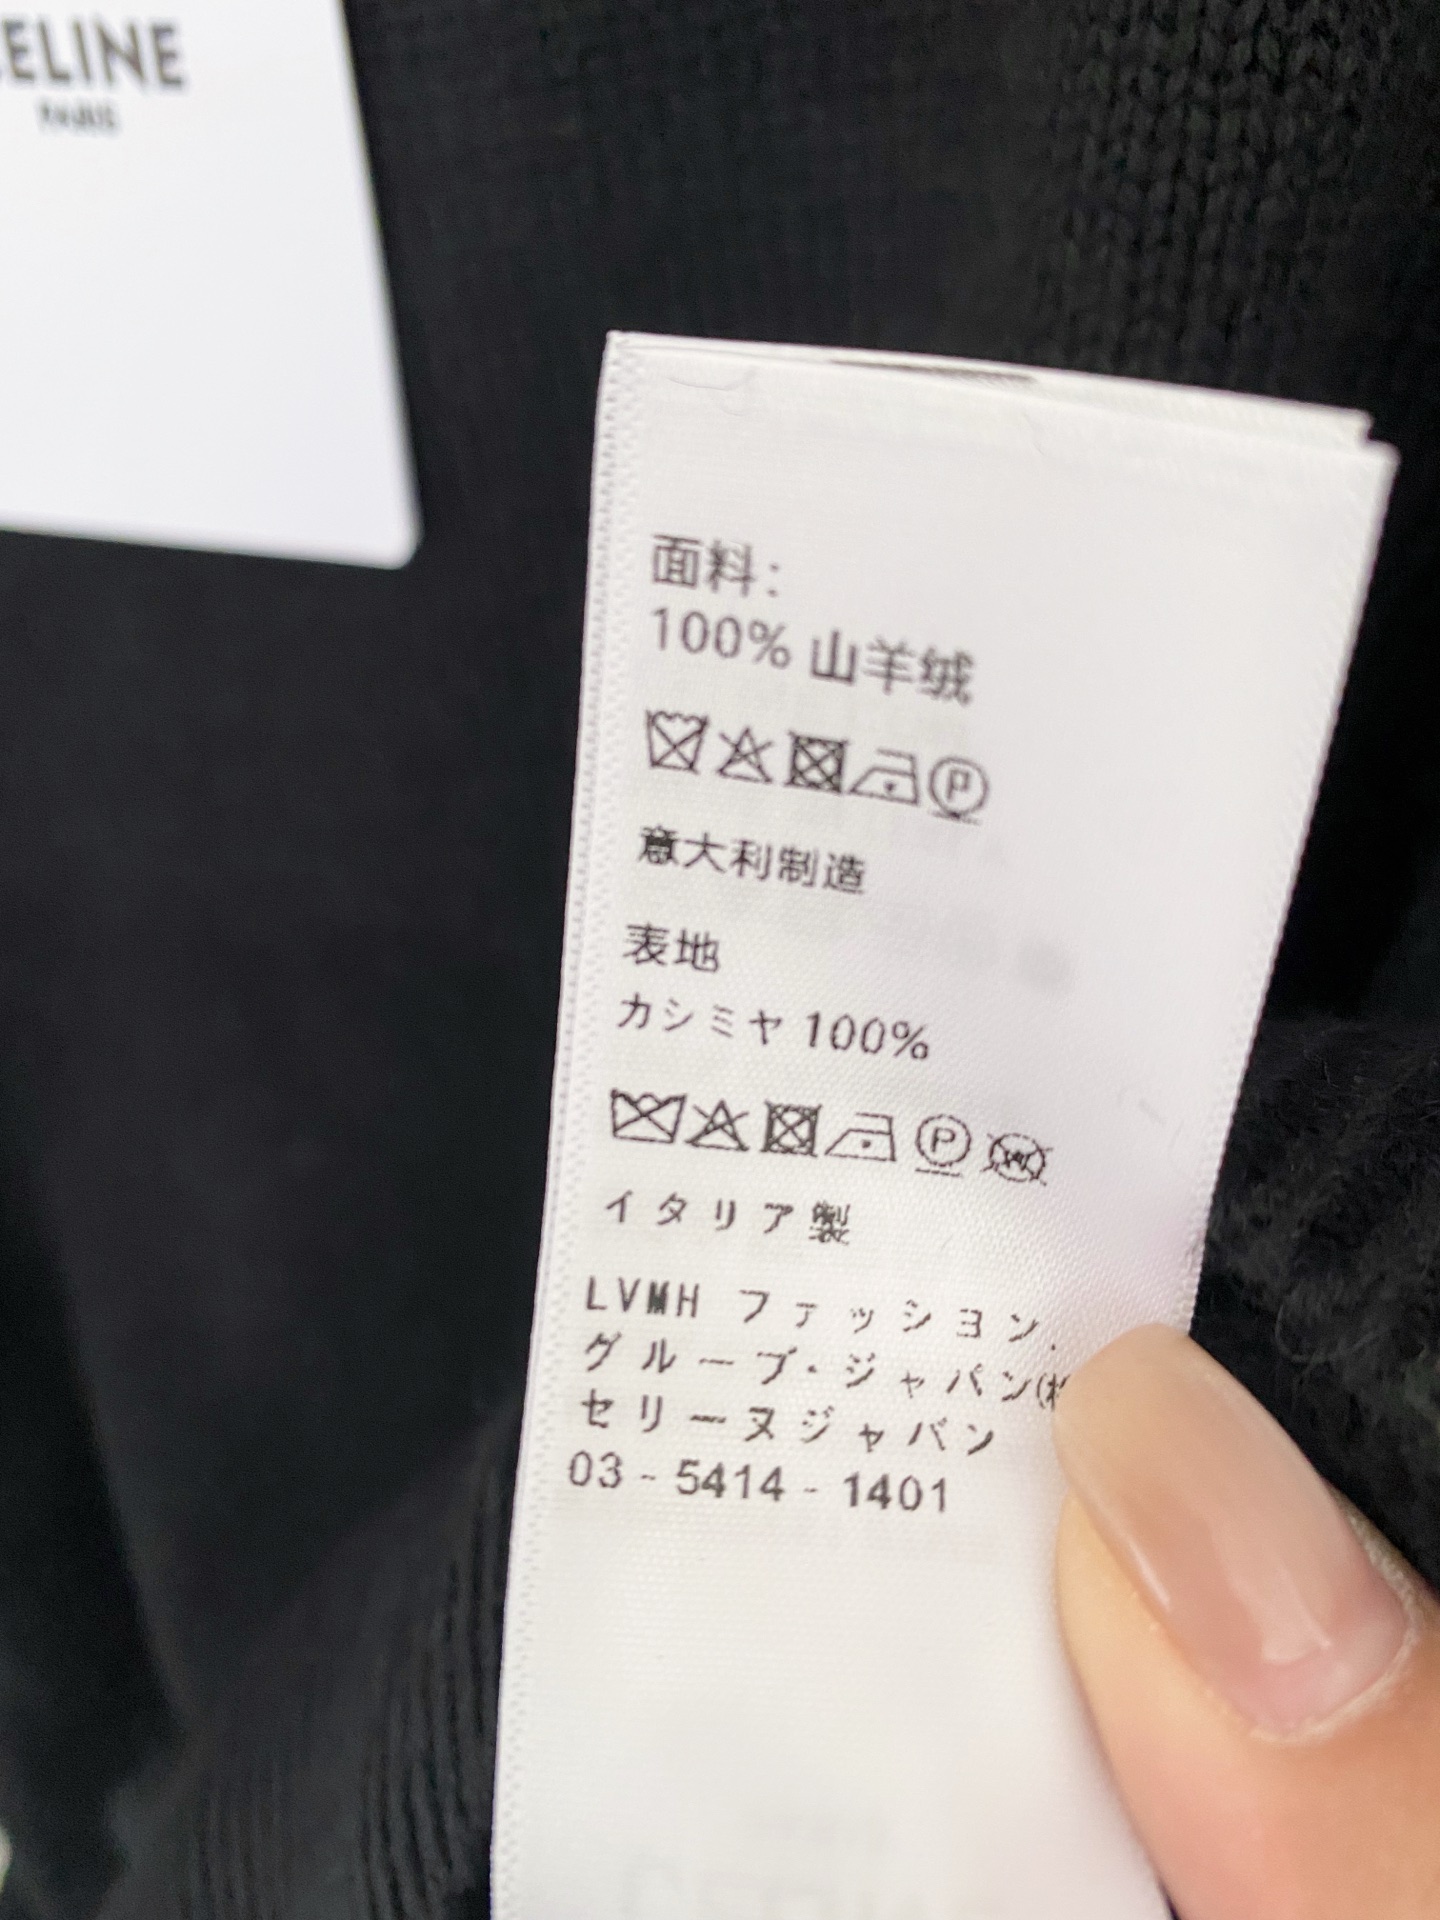 CELINE
PARIS
面料：
100% 山羊绒
意大利制造
表地
カシミヤ 100%
イタリア製
LVMH ファッション.
グループ・ジャパン(株
セリーヌジャパン
03 - 5414 - 1401